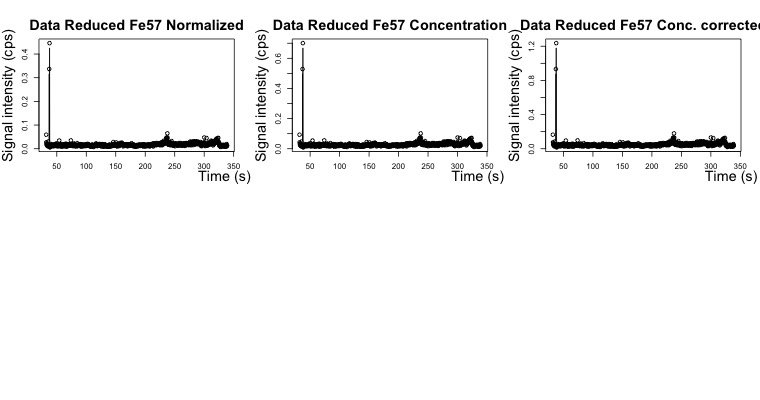 Data Reduced Fe57 Normalized
Signal intensity (cps)
0.0 0.1 0.2 0.3 0.4
50 100 150 200 250 300 350
Time (s)
Data Reduced Fe57 Concentration
Signal intensity (cps)
0.0 0.2 0.4 0.6
50 100 150 200 250 300 350
Time (s)
Data Reduced Fe57 Conc. corrected
Signal intensity (cps)
0.0 0.4 0.8 1.2
50 100 150 200 250 300 350
Time (s)